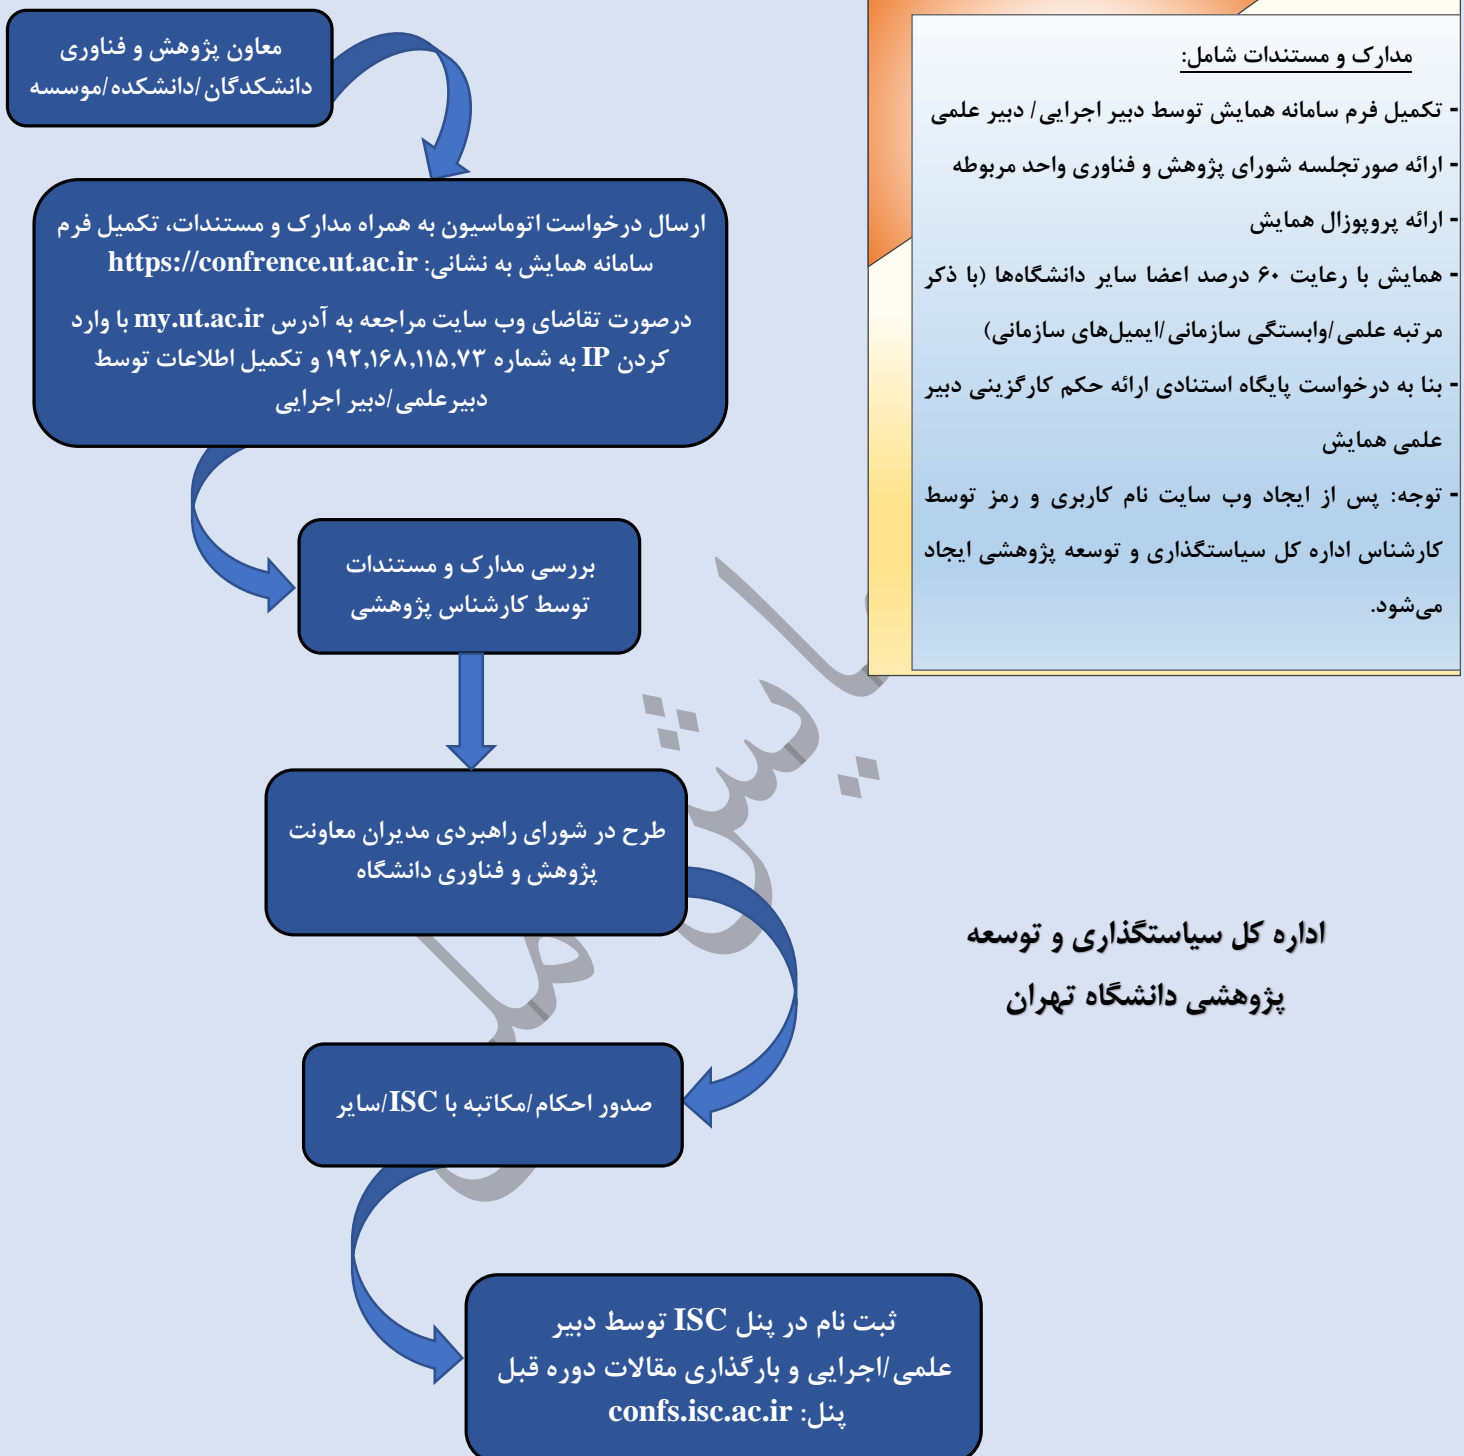 معاون پژوهش و فناوری
دانشکدگان/دانشکده/موسسه
ارسال درخواست اتوماسیون به همراه مدارک و مستندات، تکمیل فرم
سامانه همایش به نشانی: https://confrence.ut.ac.ir
درصورت تقاضای وب سایت مراجعه به آدرس my.ut.ac.ir با وارد
کردن IP به شماره ۱۹۲,۱۶۸,۱۱۵,۷۳ و تکمیل اطلاعات توسط
دبیرعلمی/دبیر اجرایی
بررسی مدارک و مستندات
توسط کارشناس پژوهشی
طرح در شورای راهبردی مدیران معاونت
پژوهش و فناوری دانشگاه
صدور احکام/مکاتبه با ISC/سایر
ثبت نام در پنل ISC توسط دبیر
علمی/اجرایی و بارگذاری مقالات دوره قبل
پنل: confs.isc.ac.ir
مدارک و مستندات شامل:
- تکمیل فرم سامانه همایش توسط دبیر اجرایی/ دبیر علمی
- ارائه صورتجلسه شورای پژوهش و فناوری واحد مربوطه
- ارائه پروپوزال همایش
- همایش با رعایت ۶۰ درصد اعضا سایر دانشگاه‌ها (با ذکر
مرتبه علمی/وابستگی سازمانی/ایمیل‌های سازمانی)
- بنا به درخواست پایگاه استنادی ارائه حکم کارگزینی دبیر
علمی همایش
- توجه: پس از ایجاد وب سایت نام کاربری و رمز توسط
کارشناس اداره کل سیاستگذاری و توسعه پژوهشی ایجاد
می‌شود.
اداره کل سیاستگذاری و توسعه
پژوهشی دانشگاه تهران